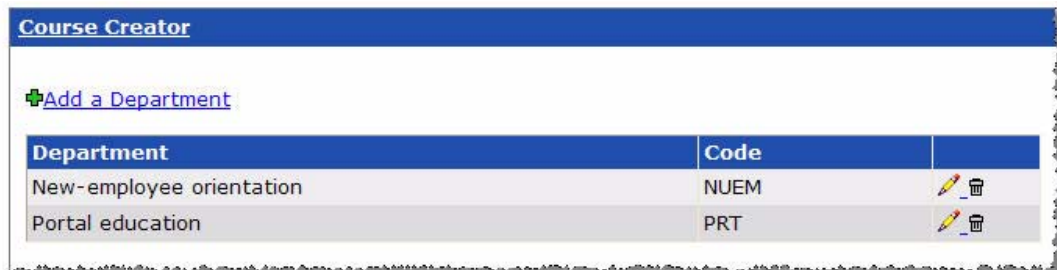 Course Creator
Add a Department
Department Code
New-employee orientation NUEM
Portal education PRT